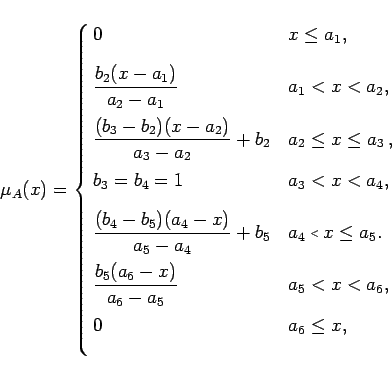 0 x ≤ a₁,
b₂(x − a₁) / (a₂ − a₁) a₁ < x < a₂,
(b₃ − b₂)(x − a₂) / (a₃ − a₂) + b₂ a₂ ≤ x ≤ a₃,
μ_A(x) = { b₃ = b₄ = 1 a₃ < x < a₄,
(b₄ − b₅)(a₄ − x) / (a₅ − a₄) + b₅ a₄ < x ≤ a₅.
b₅(a₆ − x) / (a₆ − a₅) a₅ < x < a₆,
0 a₆ ≤ x,